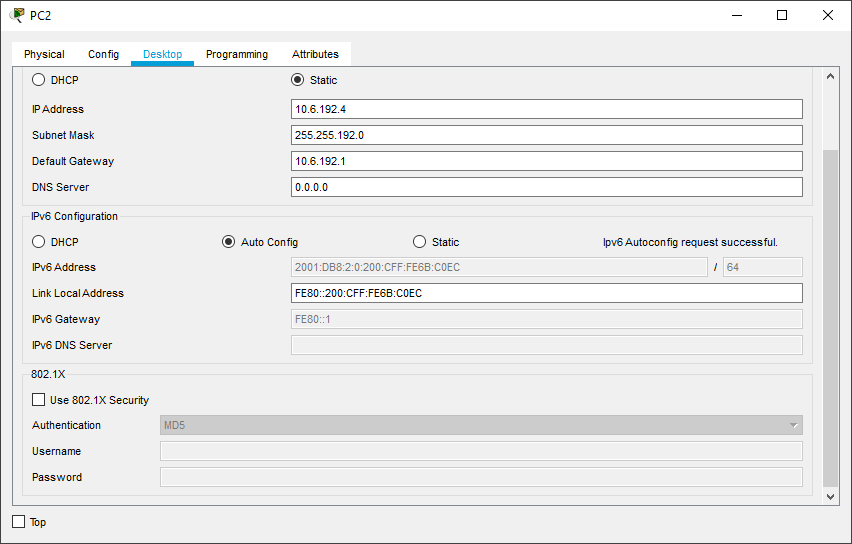 PC2
Physical Config Desktop Programming Attributes
DHCP Static
IP Address 10.6.192.4
Subnet Mask 255.255.192.0
Default Gateway 10.6.192.1
DNS Server 0.0.0.0
IPv6 Configuration
DHCP Auto Config Static Ipv6 Autoconfig request successful.
IPv6 Address 2001:DB8:2:0:200:CFF:FE6B:C0EC / 64
Link Local Address FE80::200:CFF:FE6B:C0EC
IPv6 Gateway FE80::1
IPv6 DNS Server
802.1X
Use 802.1X Security
Authentication MD5
Username
Password
Top